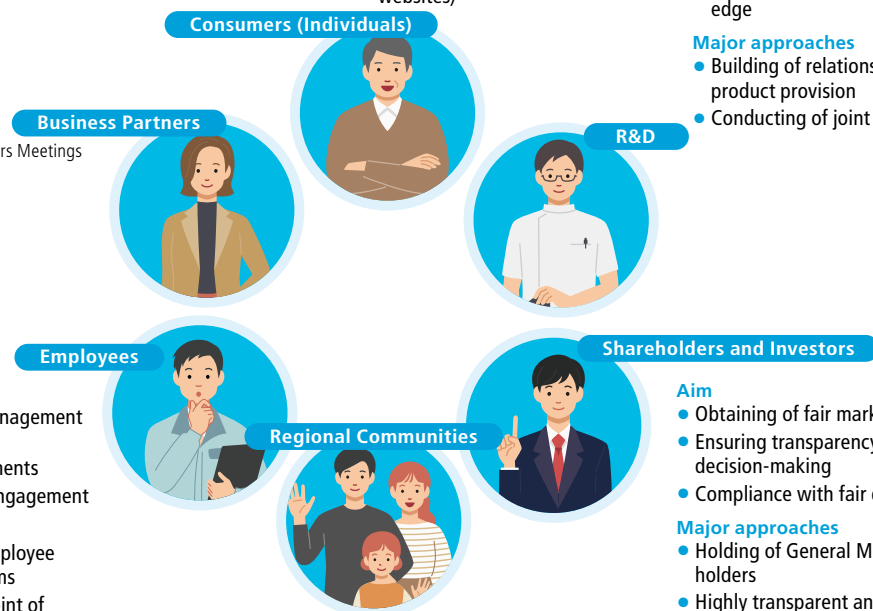 websites)
Consumers (Individuals)
edge
Major approaches
• Building of relations
product provision
• Conducting of joint
Business Partners
rs Meetings
R&D
Employees
nagement
ments
ngagement
ployee
ms
int of
Regional Communities
Shareholders and Investors
Aim
• Obtaining of fair mark
• Ensuring transparency
decision-making
• Compliance with fair
Major approaches
• Holding of General M
holders
• Highly transparent an